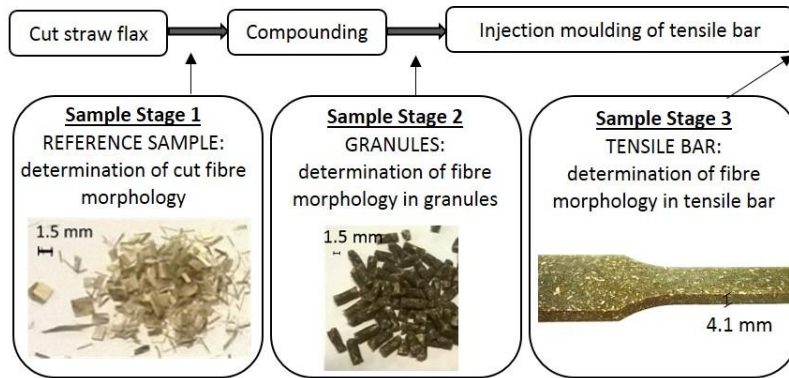 Cut straw flax
Compounding
Injection moulding of tensile bar
Sample Stage 1
REFERENCE SAMPLE:
determination of cut fibre
morphology
1.5 mm
Sample Stage 2
GRANULES:
determination of fibre
morphology in granules
1.5 mm
Sample Stage 3
TENSILE BAR:
determination of fibre
morphology in tensile bar
4.1 mm